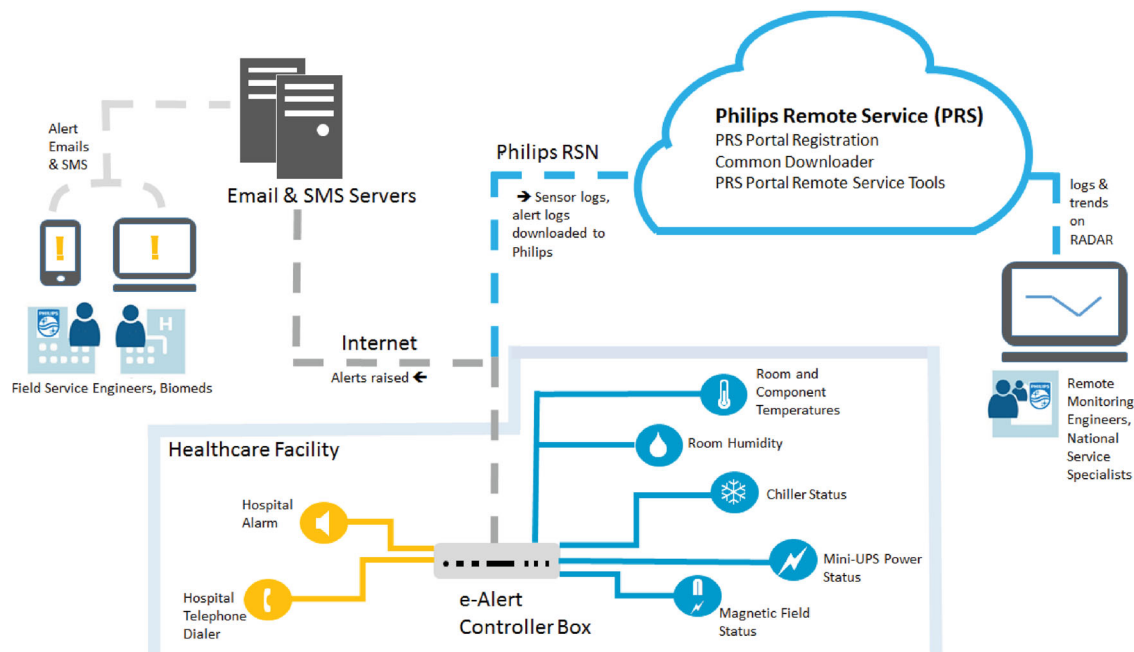 Alert
Emails
& SMS
Email & SMS Servers
Philips RSN
➔ Sensor logs,
alert logs
downloaded to
Philips
Philips Remote Service (PRS)
PRS Portal Registration
Common Downloader
PRS Portal Remote Service Tools
logs &
trends
on
RADAR
!
!
PHILIPS
H
Field Service Engineers, Biomeds
Internet
Alerts raised 🡸
PHILIPS
Remote
Monitoring
Engineers,
National
Service
Specialists
Healthcare Facility
Room and
Component
Temperatures
Room Humidity
Chiller Status
Mini-UPS Power
Status
Magnetic Field
Status
Hospital
Alarm
Hospital
Telephone
Dialer
e-Alert
Controller Box